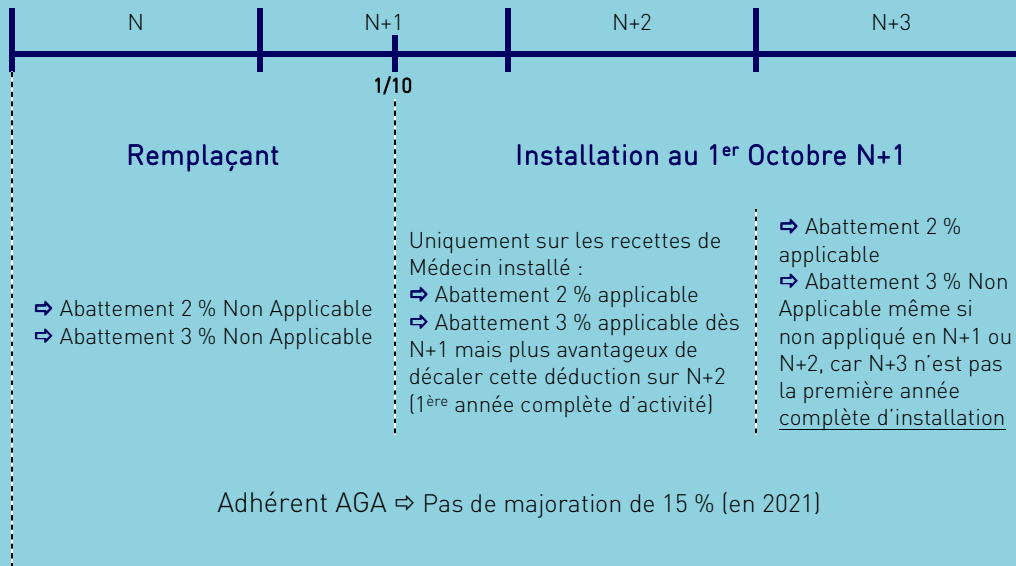 N N+1 N+2 N+3
1/10
Remplaçant
Installation au 1er Octobre N+1
⇨ Abattement 2 % Non Applicable
⇨ Abattement 3 % Non Applicable
Uniquement sur les recettes de
Médecin installé :
⇨ Abattement 2 % applicable
⇨ Abattement 3 % applicable dès
N+1 mais plus avantageux de
décaler cette déduction sur N+2
(1ère année complète d’activité)
⇨ Abattement 2 %
applicable
⇨ Abattement 3 % Non
Applicable même si
non appliqué en N+1 ou
N+2, car N+3 n’est pas
la première année
complète d’installation
Adhérent AGA ⇨ Pas de majoration de 15 % (en 2021)